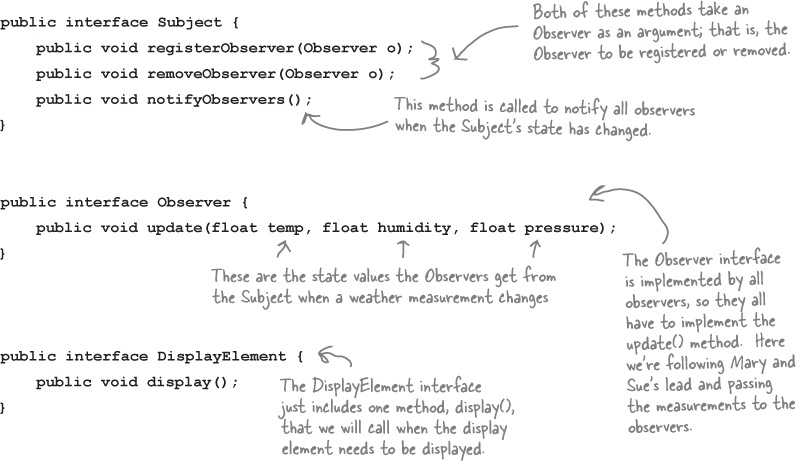 public interface Subject {
public void registerObserver(Observer o);
public void removeObserver(Observer o);
public void notifyObservers();
}
Both of these methods take an
Observer as an argument; that is, the
Observer to be registered or removed.
This method is called to notify all observers
when the Subject's state has changed.
public interface Observer {
public void update(float temp, float humidity, float pressure);
}
These are the state values the Observers get from
the Subject when a weather measurement changes
The Observer interface
is implemented by all
observers, so they all
have to implement the
update() method. Here
we're following Mary and
Sue's lead and passing
the measurements to the
observers.
public interface DisplayElement {
public void display();
}
The DisplayElement interface
just includes one method, display(),
that we will call when the display
element needs to be displayed.